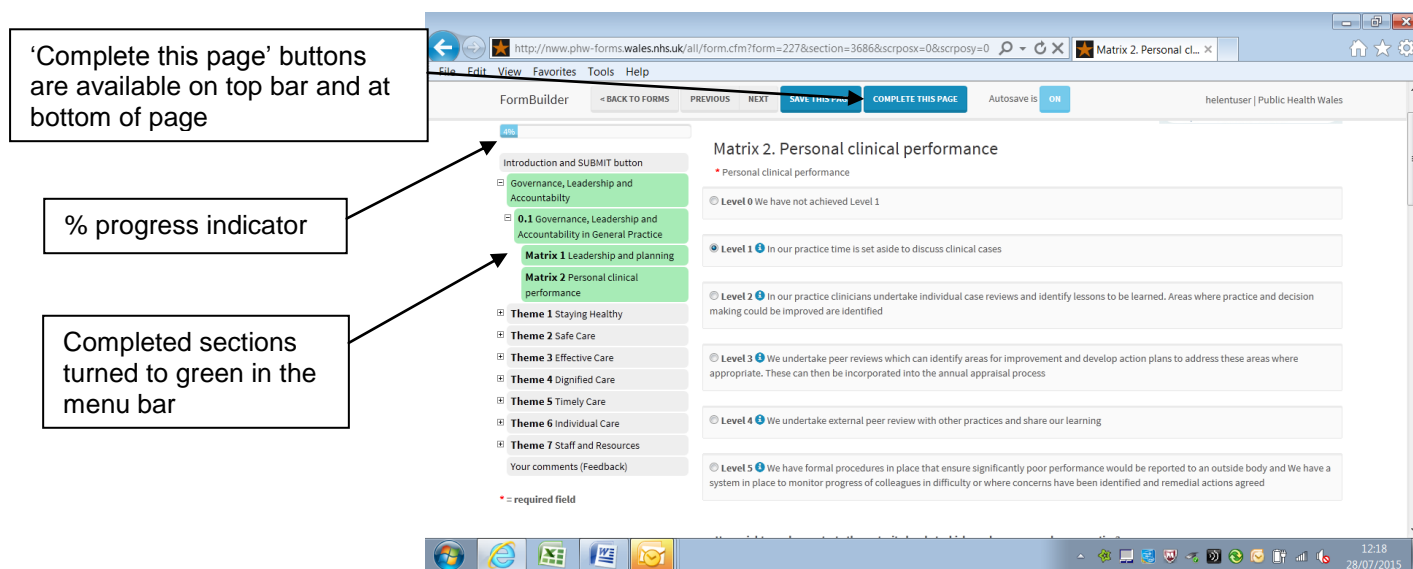 'Complete this page' buttons
are available on top bar and at
bottom of page
% progress indicator
Completed sections
turned to green in the
menu bar
http://nww.phw-forms.wales.nhs.uk/all/form.cfm?form=227&section=3686&scrposx=0&scrposy=0
Matrix 2. Personal cl...
File Edit View Favorites Tools Help
FormBuilder
< BACK TO FORMS
PREVIOUS
NEXT
SAVE THIS PAGE
COMPLETE THIS PAGE
Autosave is ON
helentuser | Public Health Wales
4%
Introduction and SUBMIT button
Governance, Leadership and
Accountabilty
0.1 Governance, Leadership and
Accountability in General Practice
Matrix 1 Leadership and planning
Matrix 2 Personal clinical
performance
Theme 1 Staying Healthy
Theme 2 Safe Care
Theme 3 Effective Care
Theme 4 Dignified Care
Theme 5 Timely Care
Theme 6 Individual Care
Theme 7 Staff and Resources
Your comments (Feedback)
* = required field
Matrix 2. Personal clinical performance
* Personal clinical performance
Level 0 We have not achieved Level 1
Level 1 In our practice time is set aside to discuss clinical cases
Level 2 In our practice clinicians undertake individual case reviews and identify lessons to be learned. Areas where practice and decision
making could be improved are identified
Level 3 We undertake peer reviews which can identify areas for improvement and develop action plans to address these areas where
appropriate. These can then be incorporated into the annual appraisal process
Level 4 We undertake external peer review with other practices and share our learning
Level 5 We have formal procedures in place that ensure significantly poor performance would be reported to an outside body and We have a
system in place to monitor progress of colleagues in difficulty or where concerns have been identified and remedial actions agreed
12:18
28/07/2015